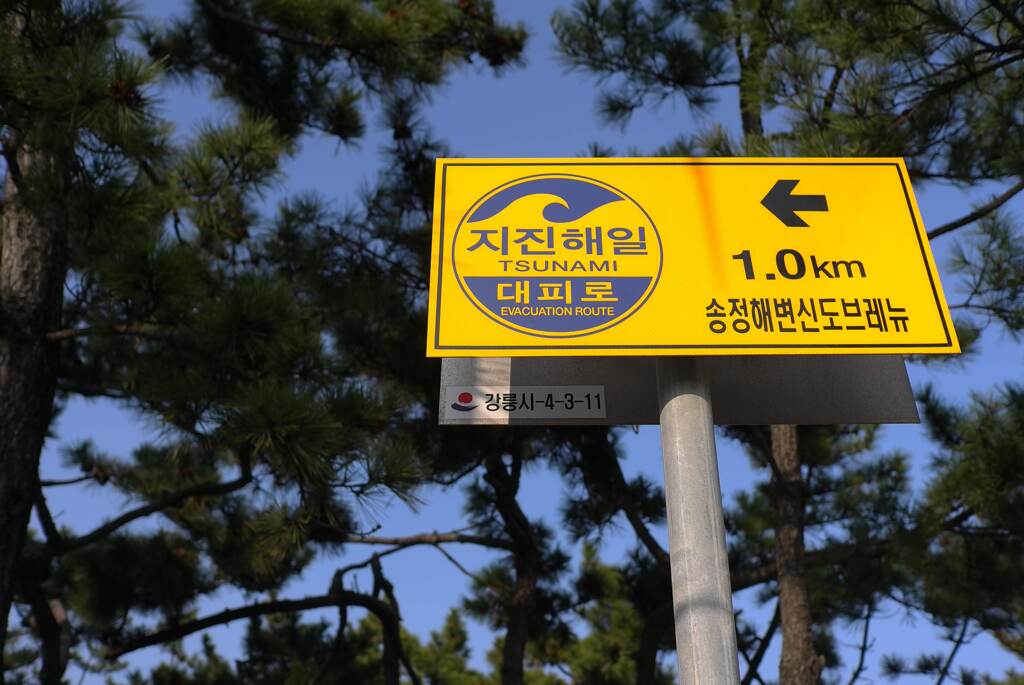 지진해일
TSUNAMI
대피로
EVACUATION ROUTE
1.0km
송정해변신도브레뉴
강릉시-4-3-11